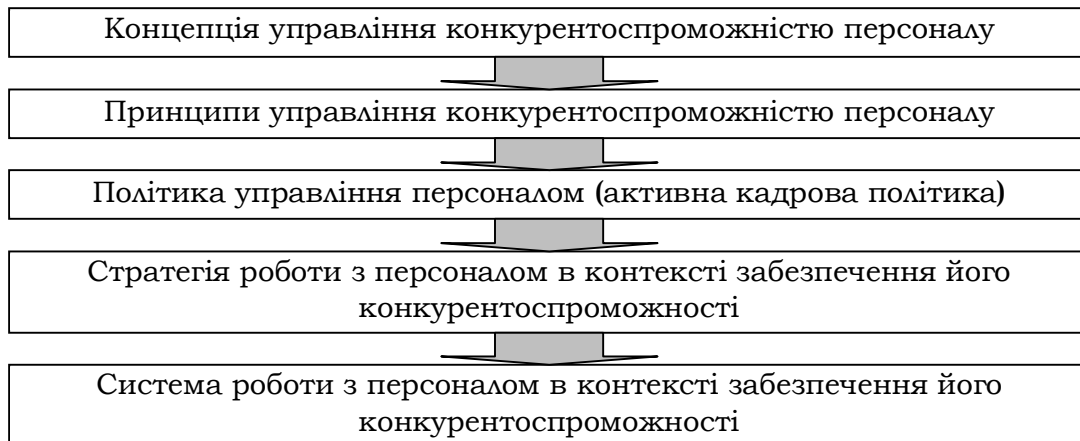 Концепція управління конкурентоспроможністю персоналу
Принципи управління конкурентоспроможністю персоналу
Політика управління персоналом (активна кадрова політика)
Стратегія роботи з персоналом в контексті забезпечення його
конкурентоспроможності
Система роботи з персоналом в контексті забезпечення його
конкурентоспроможності